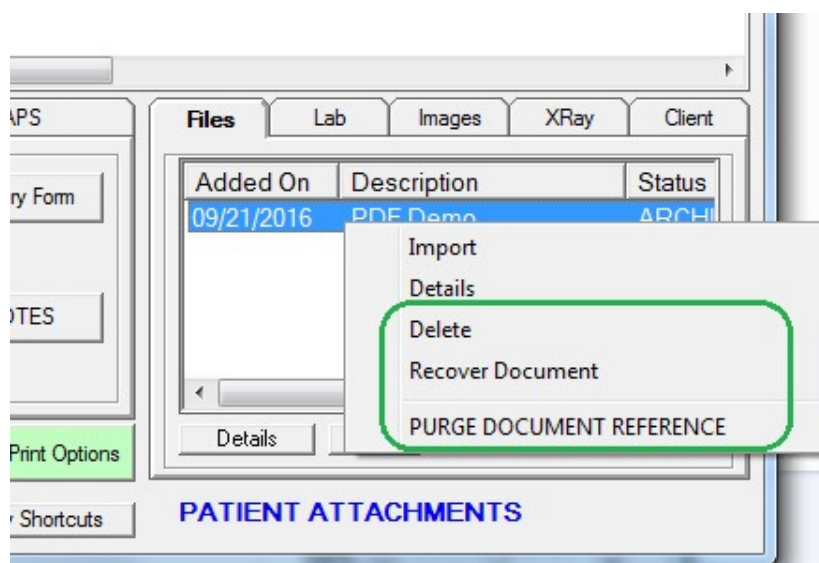 Files Lab Images XRay Client
Added On Description Status
ry Form
09/21/2016 PDF Demo ARCHI
Import
Details
Delete
OTES
Recover Document
PURGE DOCUMENT REFERENCE
Details
Print Options
Shortcuts
PATIENT ATTACHMENTS